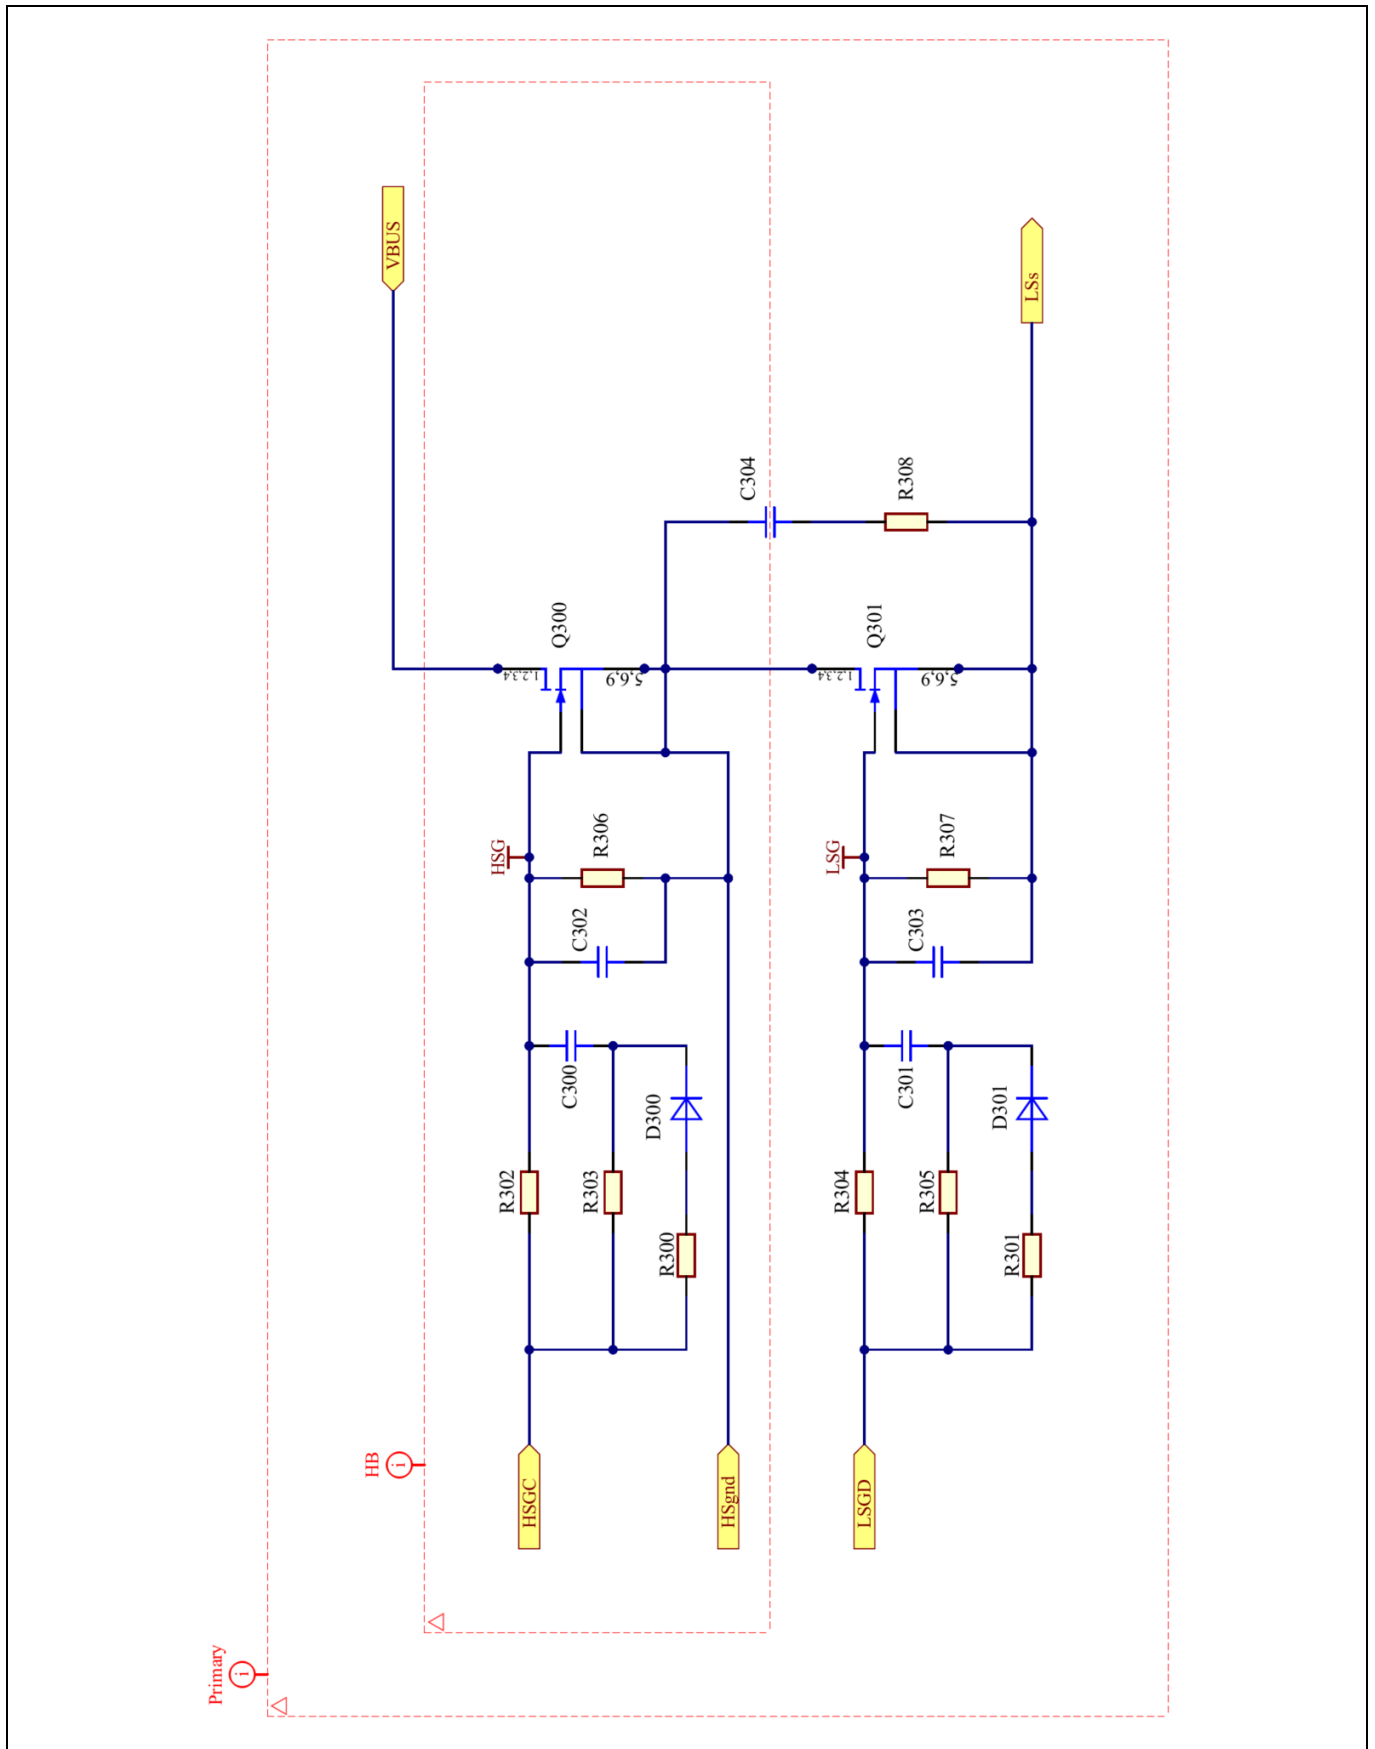 VBUS
LSs
C304
R308
Q300
1,2,3,4
5,6,9
Q301
1,2,3,4
5,6,9
HSG
R306
LSG
R307
C302
C303
C300
D300
C301
D301
R302
R303
R300
R304
R305
R301
HB
i
HSGC
HSgnd
LSGD
Primary
i